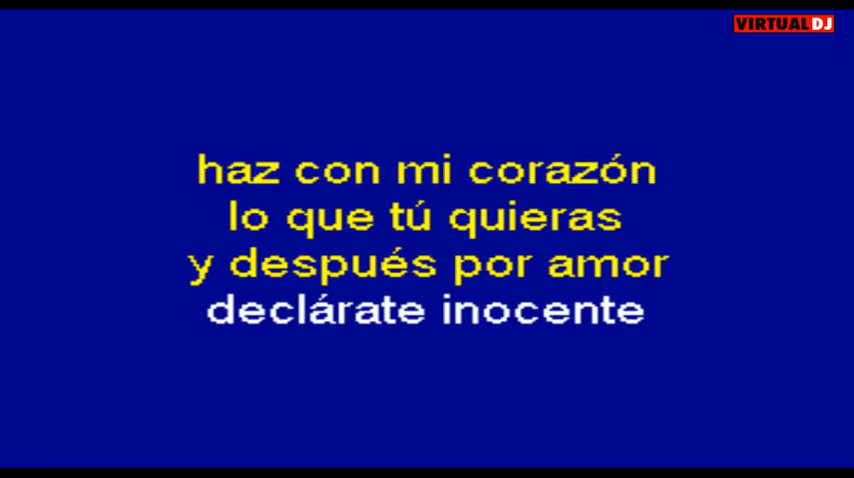 VIRTUALDJ
haz con mi corazón
lo que tú quieras
y después por amor
declárate inocente